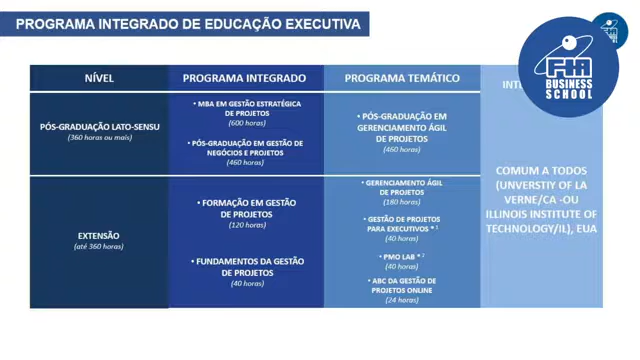 PROGRAMA INTEGRADO DE EDUCAÇÃO EXECUTIVA
FIA
BUSINESS
SCHOOL
NÍVEL
PROGRAMA INTEGRADO
PROGRAMA TEMÁTICO
INT
PÓS-GRADUAÇÃO LATO-SENSU
(360 horas ou mais)
• MBA EM GESTÃO ESTRATÉGICA
DE PROJETOS
(600 horas)
• PÓS-GRADUAÇÃO EM GESTÃO DE
NEGÓCIOS E PROJETOS
(460 horas)
• PÓS-GRADUAÇÃO EM
GERENCIAMENTO ÁGIL
DE PROJETOS
(460 horas)
COMUM A TODOS
(UNVERSTIY OF LA
VERNE/CA -OU
ILLINOIS INSTITUTE OF
TECHNOLOGY/IL), EUA
EXTENSÃO
(até 360 horas)
• FORMAÇÃO EM GESTÃO
DE PROJETOS
(120 horas)
• FUNDAMENTOS DA GESTÃO
DE PROJETOS
(40 horas)
• GERENCIAMENTO ÁGIL
DE PROJETOS
(180 horas)
• GESTÃO DE PROJETOS
PARA EXECUTIVOS * ¹
(40 horas)
• PMO LAB * ²
(40 horas)
• ABC DA GESTÃO DE
PROJETOS ONLINE
(24 horas)